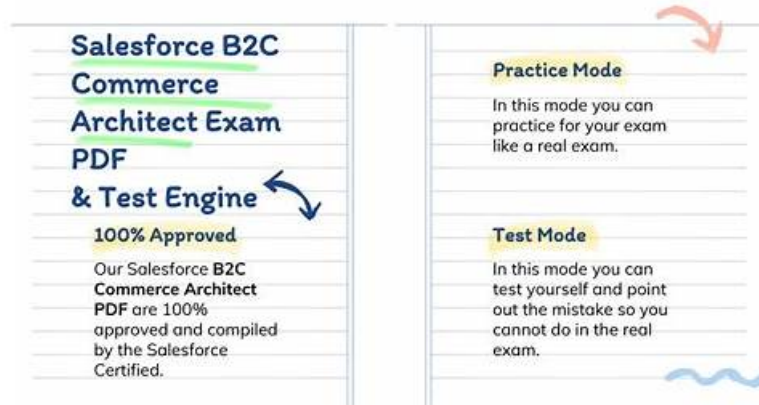 Salesforce B2C
Commerce
Architect Exam
PDF
& Test Engine
100% Approved
Our Salesforce B2C
Commerce Architect
PDF are 100%
approved and compiled
by the Salesforce
Certified.
Practice Mode
In this mode you can
practice for your exam
like a real exam.
Test Mode
In this mode you can
test yourself and point
out the mistake so you
cannot do in the real
exam.